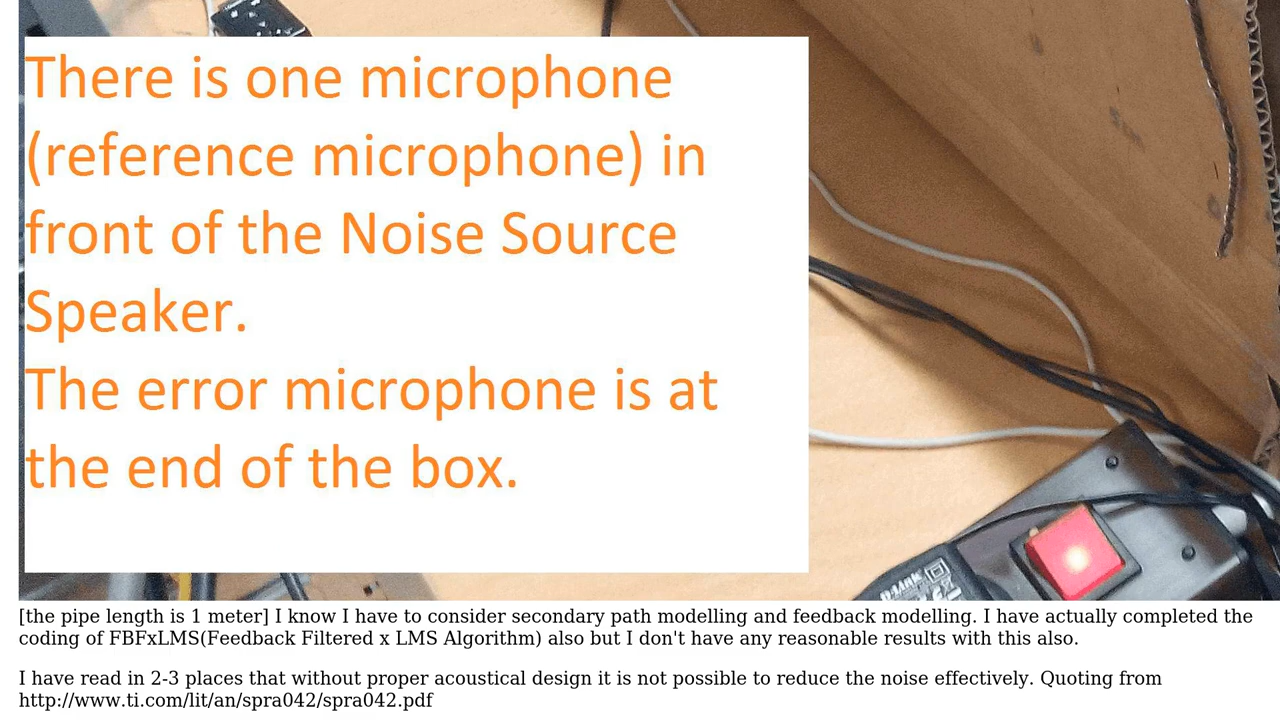 There is one microphone
(reference microphone) in
front of the Noise Source
Speaker.
The error microphone is at
the end of the box.
[the pipe length is 1 meter] I know I have to consider secondary path modelling and feedback modelling. I have actually completed the
coding of FBFxLMS(Feedback Filtered x LMS Algorithm) also but I don't have any reasonable results with this also.
I have read in 2-3 places that without proper acoustical design it is not possible to reduce the noise effectively. Quoting from
http://www.ti.com/lit/an/spra042/spra042.pdf